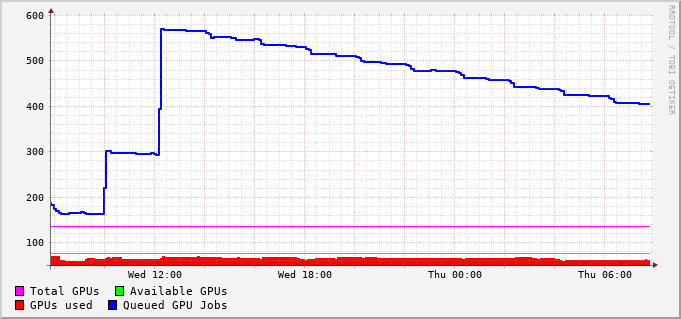 600
500
400
300
200
100
Wed 12:00 Wed 18:00 Thu 00:00 Thu 06:00
Total GPUs Available GPUs
GPUs used Queued GPU Jobs
RRDTOOL / TOBI OETIKER